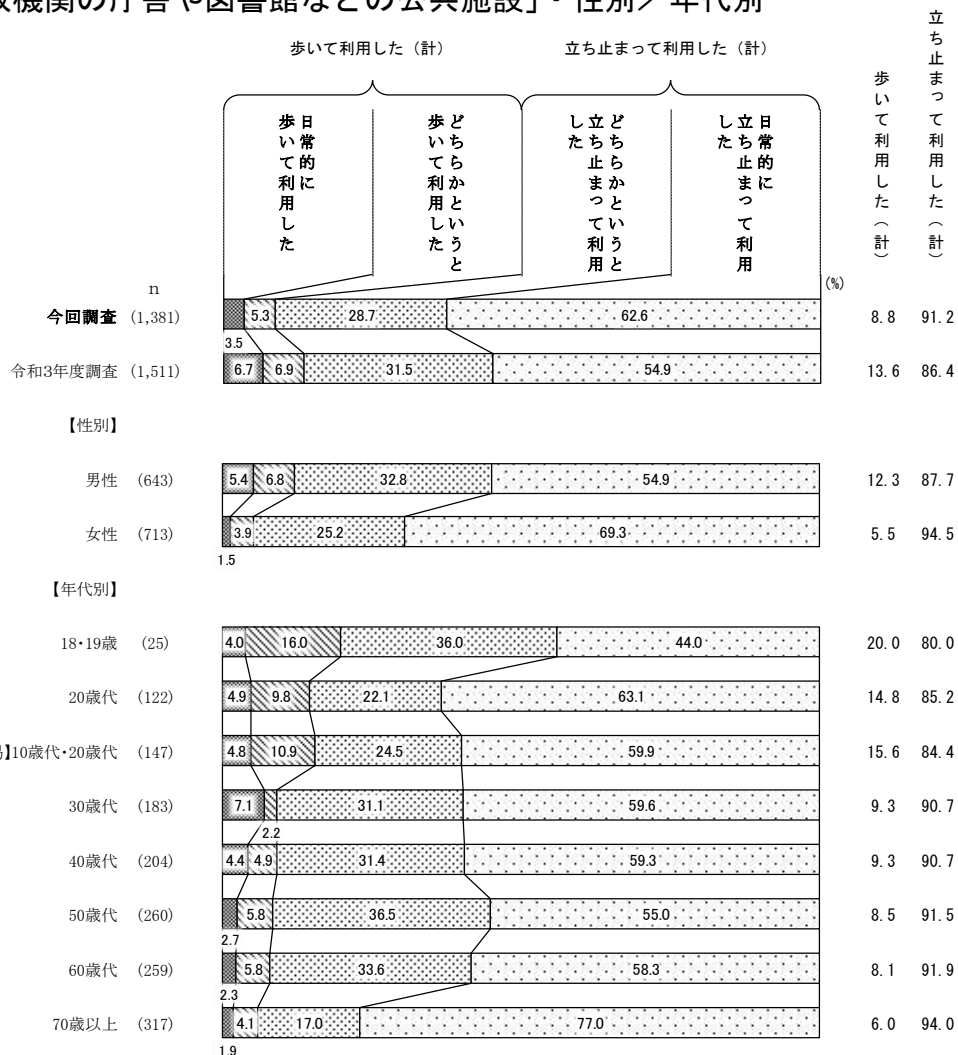 政機関の庁舎や図書館などの公共施設」・性別/年代別
歩いて利用した（計）
立ち止まって利用した（計）
日常的に歩いて利用した
どちらかというと歩いて利用した
どちらかというと立ち止まって利用した
日常的に立ち止まって利用した
歩いて利用した（計）
立ち止まって利用した（計）
n
(%)
今回調査 (1,381) 3.5 5.3 28.7 62.6 8.8 91.2
令和3年度調査 (1,511) 6.7 6.9 31.5 54.9 13.6 86.4
【性別】
男性 (643) 5.4 6.8 32.8 54.9 12.3 87.7
女性 (713) 1.5 3.9 25.2 69.3 5.5 94.5
【年代別】
18・19歳 (25) 4.0 16.0 36.0 44.0 20.0 80.0
20歳代 (122) 4.9 9.8 22.1 63.1 14.8 85.2
】10歳代・20歳代 (147) 4.8 10.9 24.5 59.9 15.6 84.4
30歳代 (183) 7.1 2.2 31.1 59.6 9.3 90.7
40歳代 (204) 4.4 4.9 31.4 59.3 9.3 90.7
50歳代 (260) 2.7 5.8 36.5 55.0 8.5 91.5
60歳代 (259) 2.3 5.8 33.6 58.3 8.1 91.9
70歳以上 (317) 1.9 4.1 17.0 77.0 6.0 94.0